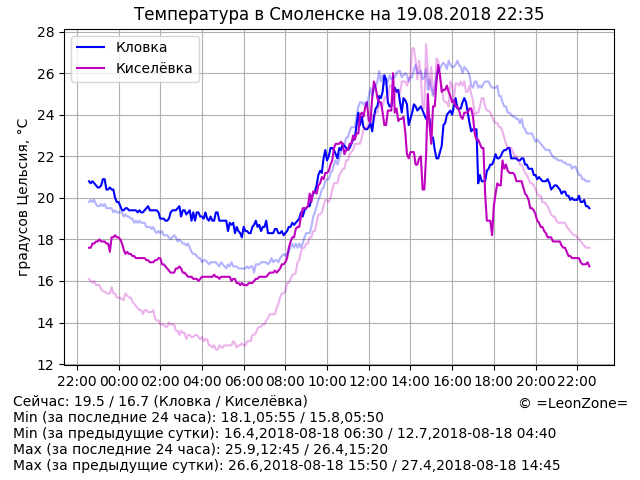 Температура в Смоленске на 19.08.2018 22:35
градусов Цельсия, °C
28
26
24
22
20
18
16
14
12
Кловка
Киселёвка
22:00 00:00 02:00 04:00 06:00 08:00 10:00 12:00 14:00 16:00 18:00 20:00 22:00
© =LeonZone=
Сейчас: 19.5 / 16.7 (Кловка / Киселёвка)
Min (за последние 24 часа): 18.1,05:55 / 15.8,05:50
Min (за предыдущие сутки): 16.4,2018-08-18 06:30 / 12.7,2018-08-18 04:40
Max (за последние 24 часа): 25.9,12:45 / 26.4,15:20
Max (за предыдущие сутки): 26.6,2018-08-18 15:50 / 27.4,2018-08-18 14:45